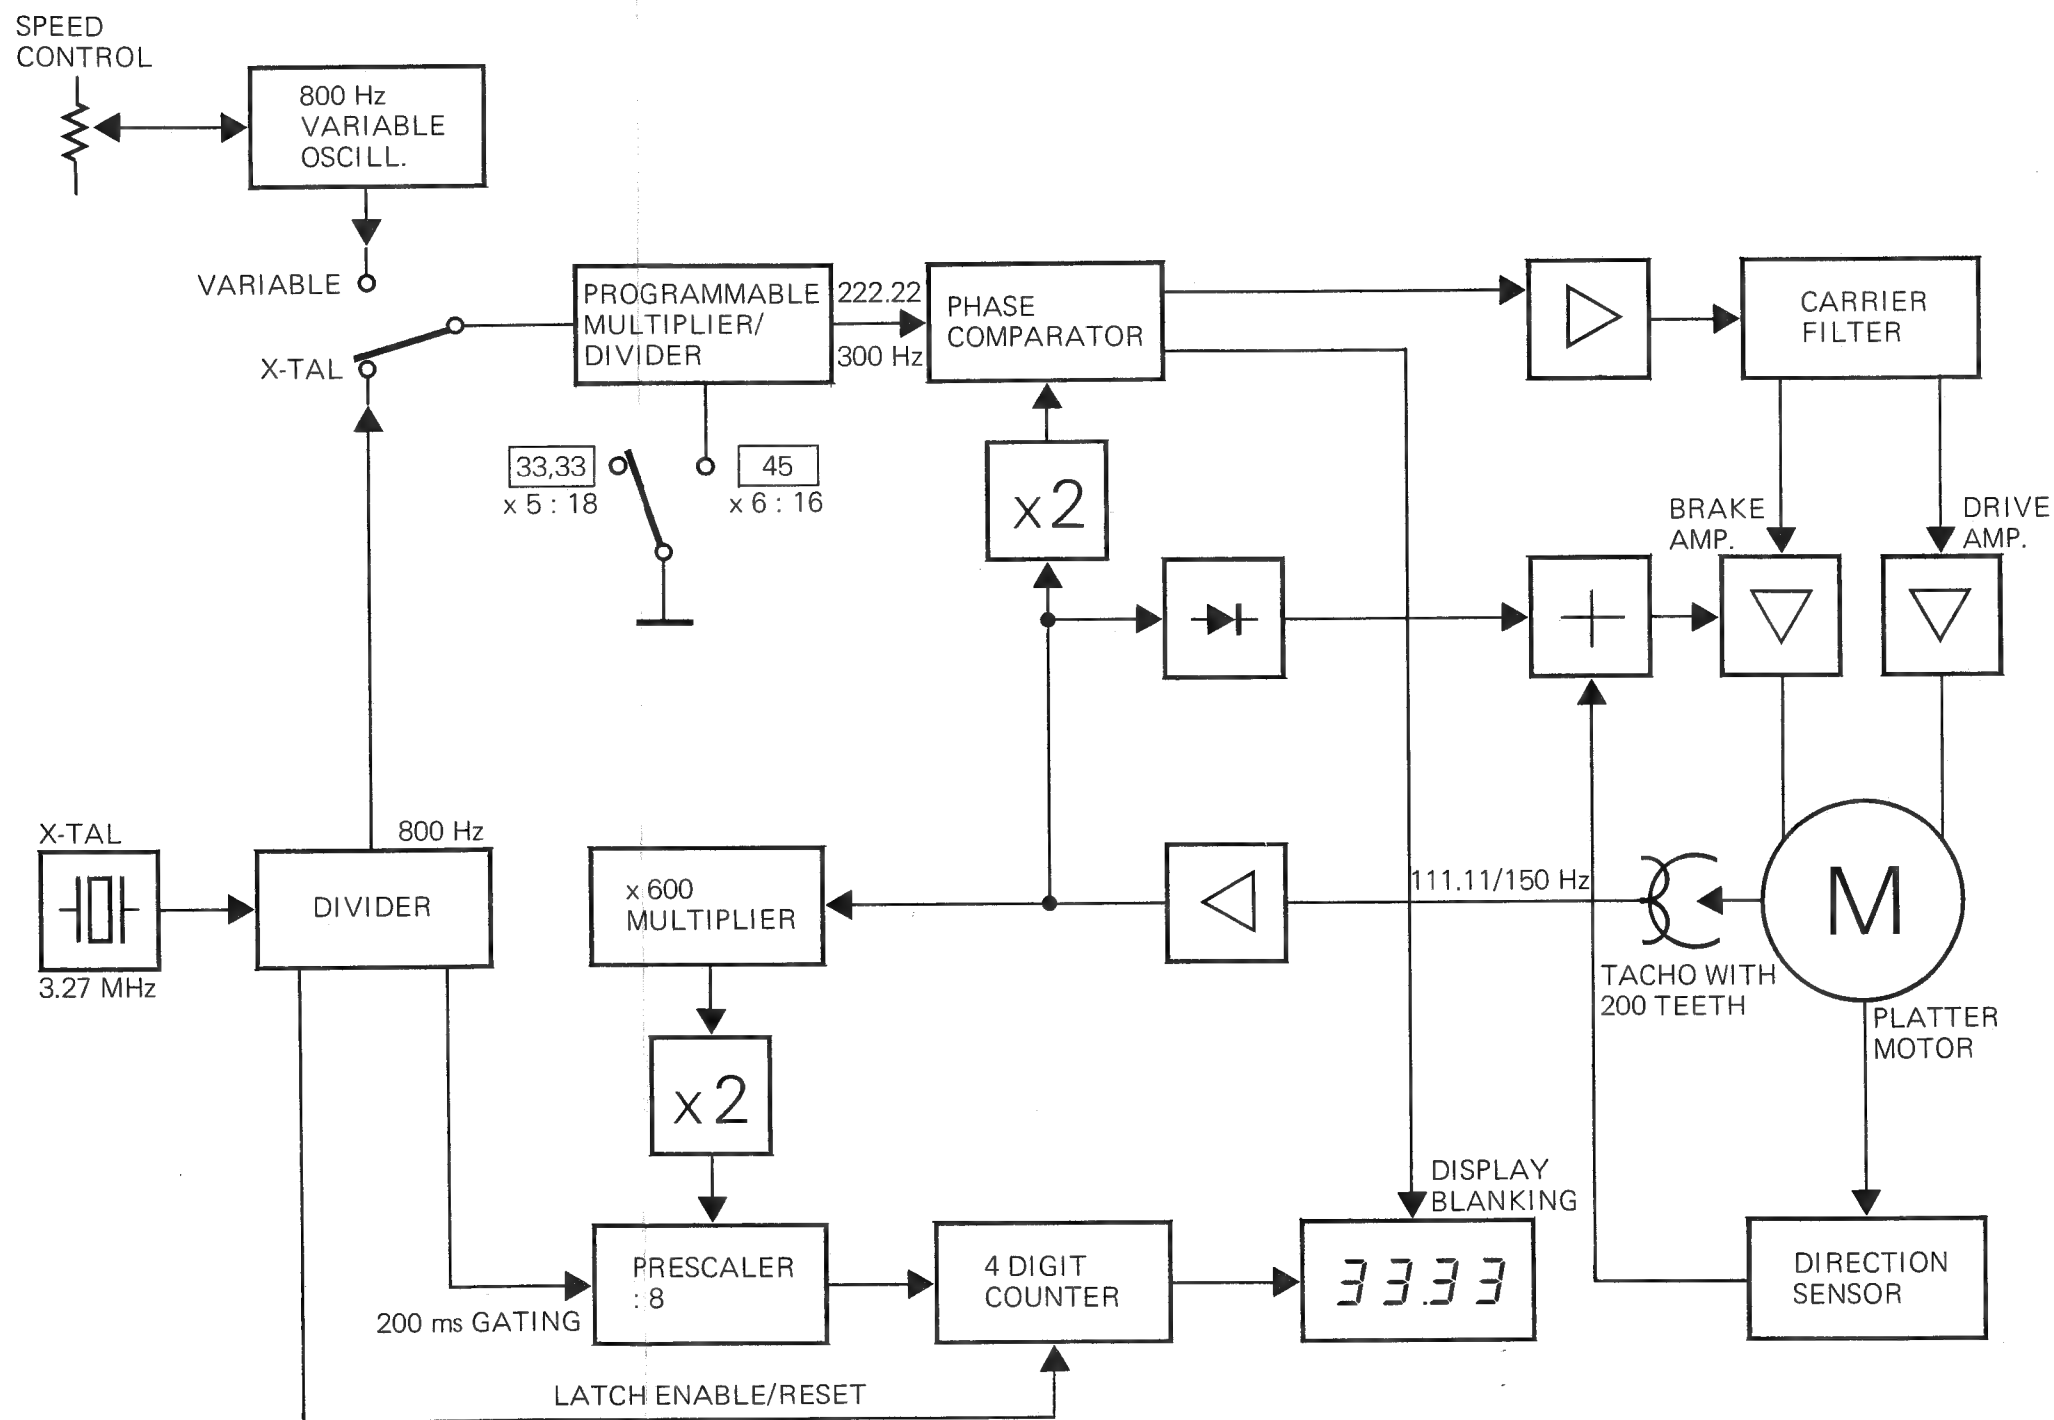 SPEED
CONTROL
800 Hz
VARIABLE
OSCILL.
VARIABLE
X-TAL
PROGRAMMABLE
MULTIPLIER/
DIVIDER
222.22
300 Hz
PHASE
COMPARATOR
CARRIER
FILTER
33,33
x 5 : 18
45
x 6 : 16
x2
BRAKE
AMP.
DRIVE
AMP.
+
X-TAL
3.27 MHz
800 Hz
DIVIDER
x 600
MULTIPLIER
111.11/150 Hz
M
TACHO WITH
200 TEETH
PLATTER
MOTOR
x2
DISPLAY
BLANKING
200 ms GATING
PRESCALER
: 8
4 DIGIT
COUNTER
33.33
DIRECTION
SENSOR
LATCH ENABLE/RESET